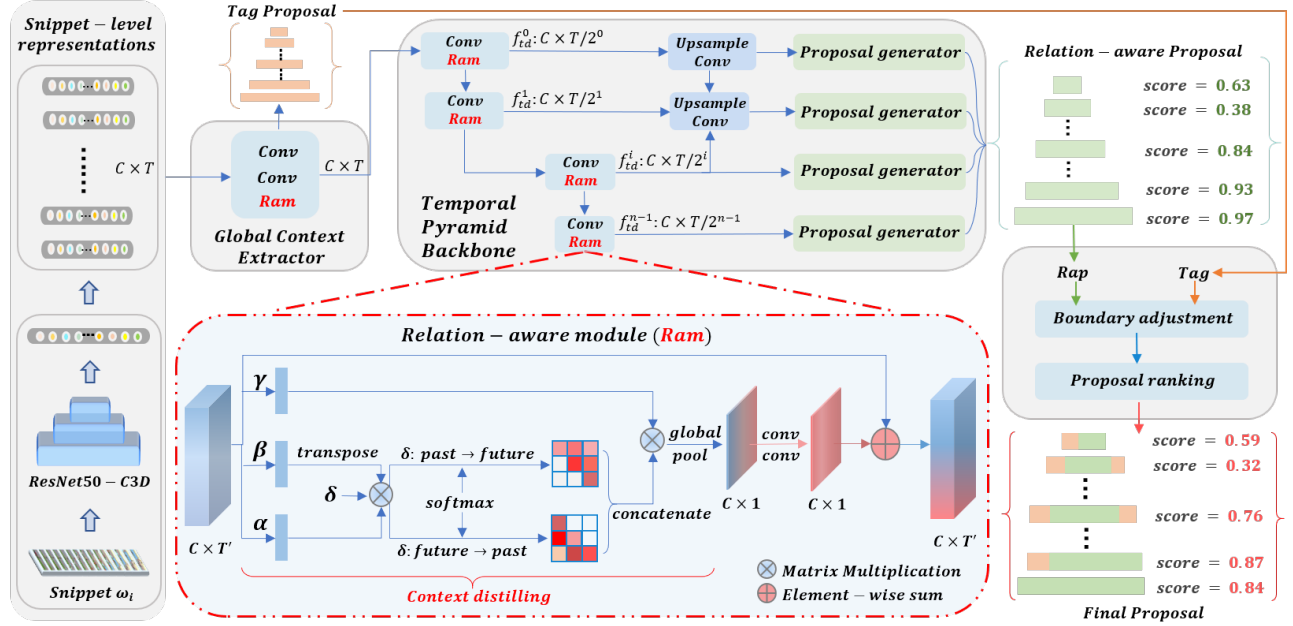 Snippet – level
representations
C × T
ResNet50 – C3D
Snippet ωᵢ
Tag Proposal
Conv
Conv
Ram
C × T
Global Context
Extractor
Conv
Ram
f⁰_td: C × T/2⁰
Upsample
Conv
Proposal generator
Conv
Ram
f¹_td: C × T/2¹
Upsample
Conv
Proposal generator
Conv
Ram
fⁱ_td: C × T/2ⁱ
Proposal generator
Conv
Ram
fⁿ⁻¹_td: C × T/2ⁿ⁻¹
Proposal generator
Temporal
Pyramid
Backbone
Relation – aware Proposal
score = 0.63
score = 0.38
score = 0.84
score = 0.93
score = 0.97
Rap
Tag
Boundary adjustment
Proposal ranking
score = 0.59
score = 0.32
score = 0.76
score = 0.87
score = 0.84
Final Proposal
Relation – aware module (Ram)
C × T′
γ
β
α
transpose
δ
δ: past → future
softmax
δ: future → past
concatenate
global
pool
C × 1
conv
conv
C × 1
C × T′
Context distilling
Matrix Multiplication
Element – wise sum